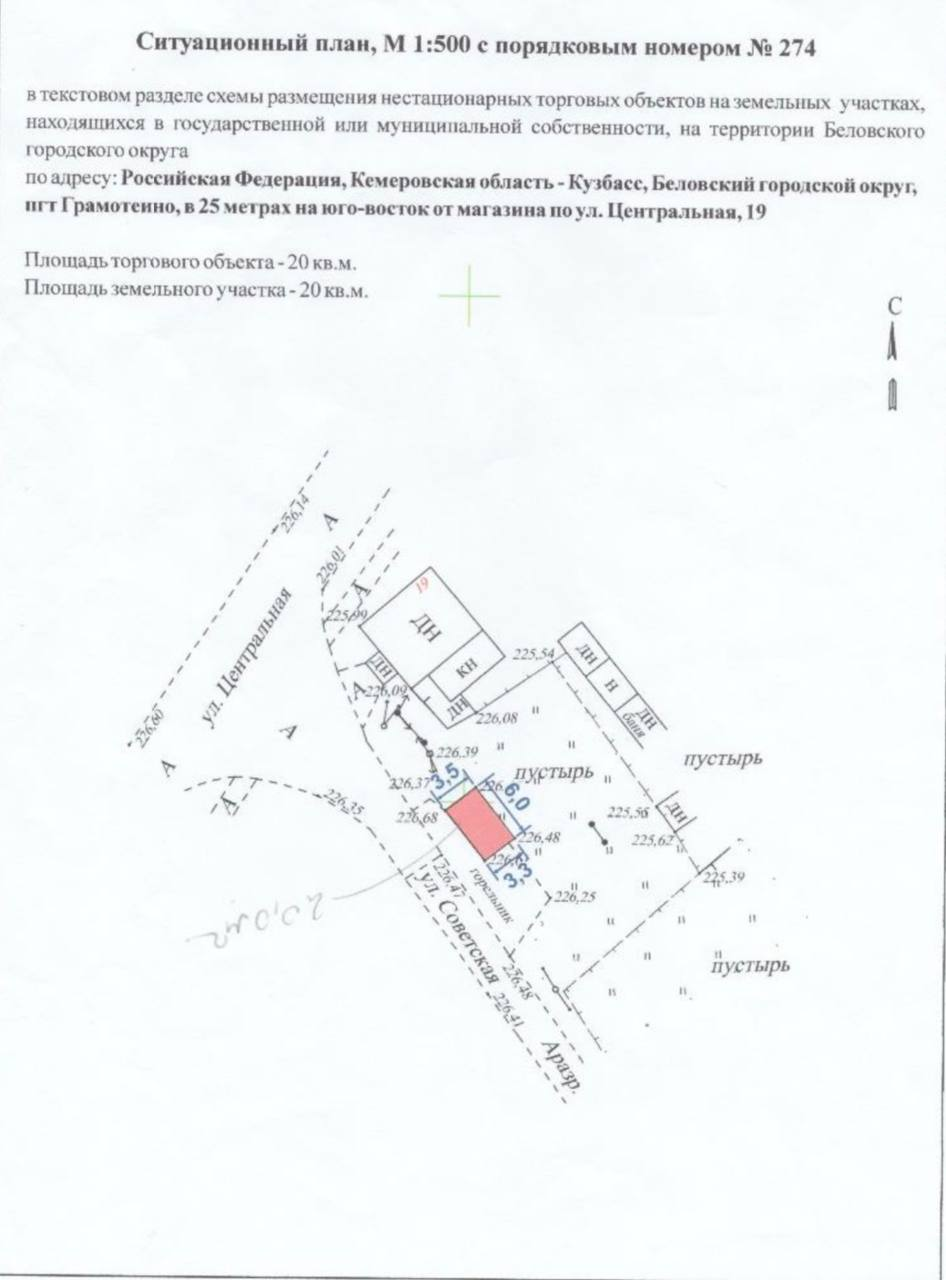 Ситуационный план, М 1:500 с порядковым номером № 274
в текстовом разделе схемы размещения нестационарных торговых объектов на земельных участках,
находящихся в государственной или муниципальной собственности, на территории Беловского
городского округа
по адресу: Российская Федерация, Кемеровская область - Кузбасс, Беловский городской округ,
пгт Грамотеино, в 25 метрах на юго-восток от магазина по ул. Центральная, 19
Площадь торгового объекта - 20 кв.м.
Площадь земельного участка - 20 кв.м.
С
226,14
А
226,01
А
19
225,99
ДН
ул. Центральная
КН
ДН
225,54
ДН
Н
ДН
баня
А
226,09
ДН
226,08
226,60
А
А
226,39
пустырь
пустырь
226,37
3,5
6,0
А
226,35
226,68
226,48
225,56
ДН
225,62
3,3
226,47
горельник
225,39
226,25
ул. Советская
226,48
пустырь
226,41
Аразр.